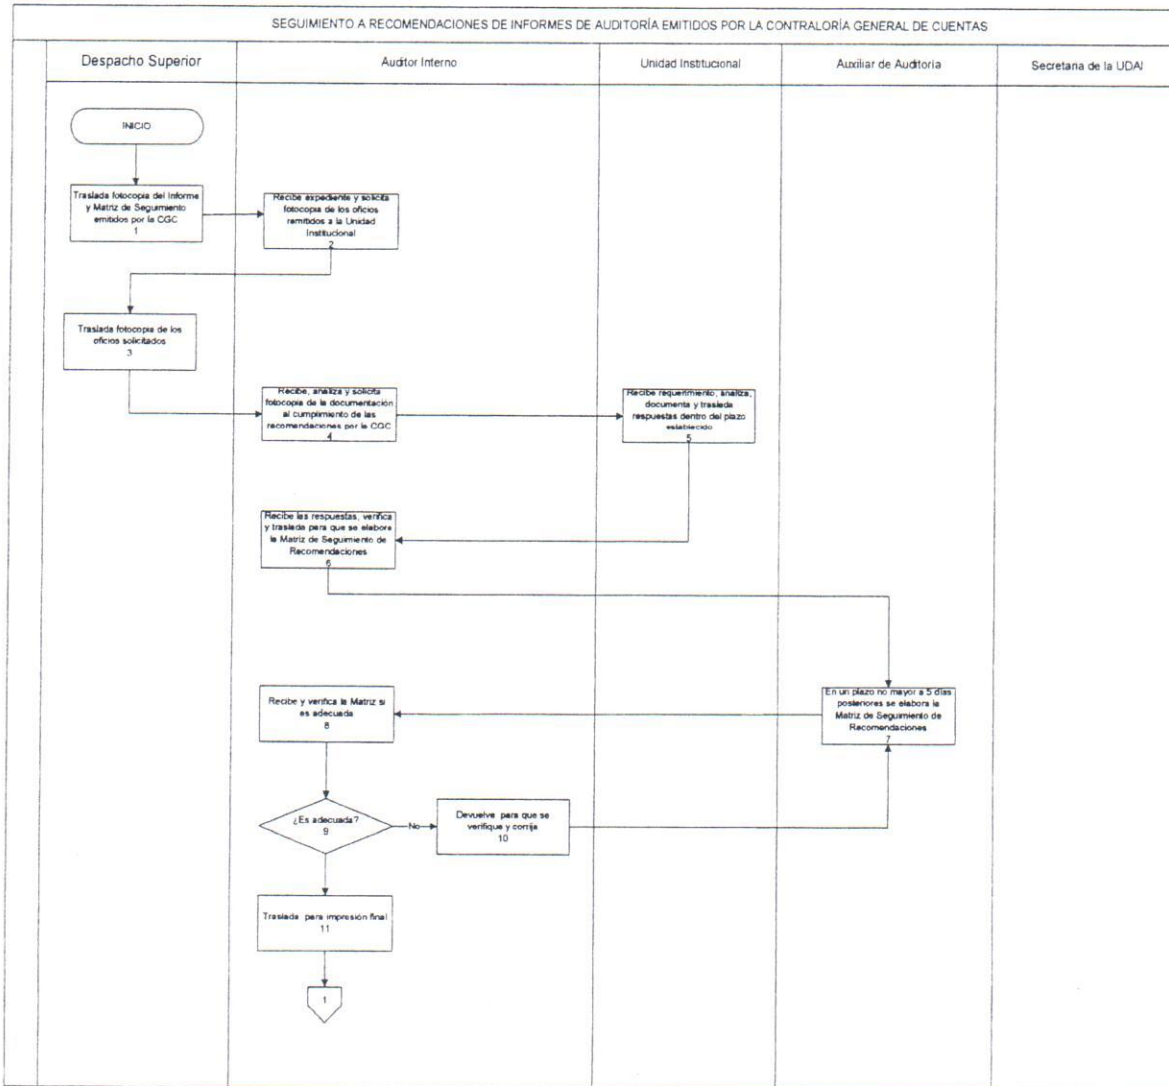 SEGUIMIENTO A RECOMENDACIONES DE INFORMES DE AUDITORÍA EMITIDOS POR LA CONTRALORÍA GENERAL DE CUENTAS
Despacho Superior
Auditor Interno
Unidad Institucional
Auxiliar de Auditoría
Secretaria de la UDAI
INICIO
Traslada fotocopia del Informe
y Matriz de Seguimiento
emitidos por la CGC
1
Recibe expediente y solicita
fotocopia de los oficios
remitidos a la Unidad
Institucional
2
Traslada fotocopia de los
oficios solicitados
3
Recibe, analiza y solicita
fotocopia de la documentación
al cumplimiento de las
recomendaciones por la CGC
4
Recibe requerimiento, analiza,
documenta y traslada
respuestas dentro del plazo
establecido
5
Recibe las respuestas, verifica
y traslada para que se elabora
la Matriz de Seguimiento de
Recomendaciones
6
En un plazo no mayor a 5 días
posteriores se elabora la
Matriz de Seguimiento de
Recomendaciones
7
Recibe y verifica la Matriz si
es adecuada
8
¿Es adecuada?
9
No
Devuelve para que se
verifique y corrija
10
Traslada para impresión final
11
1